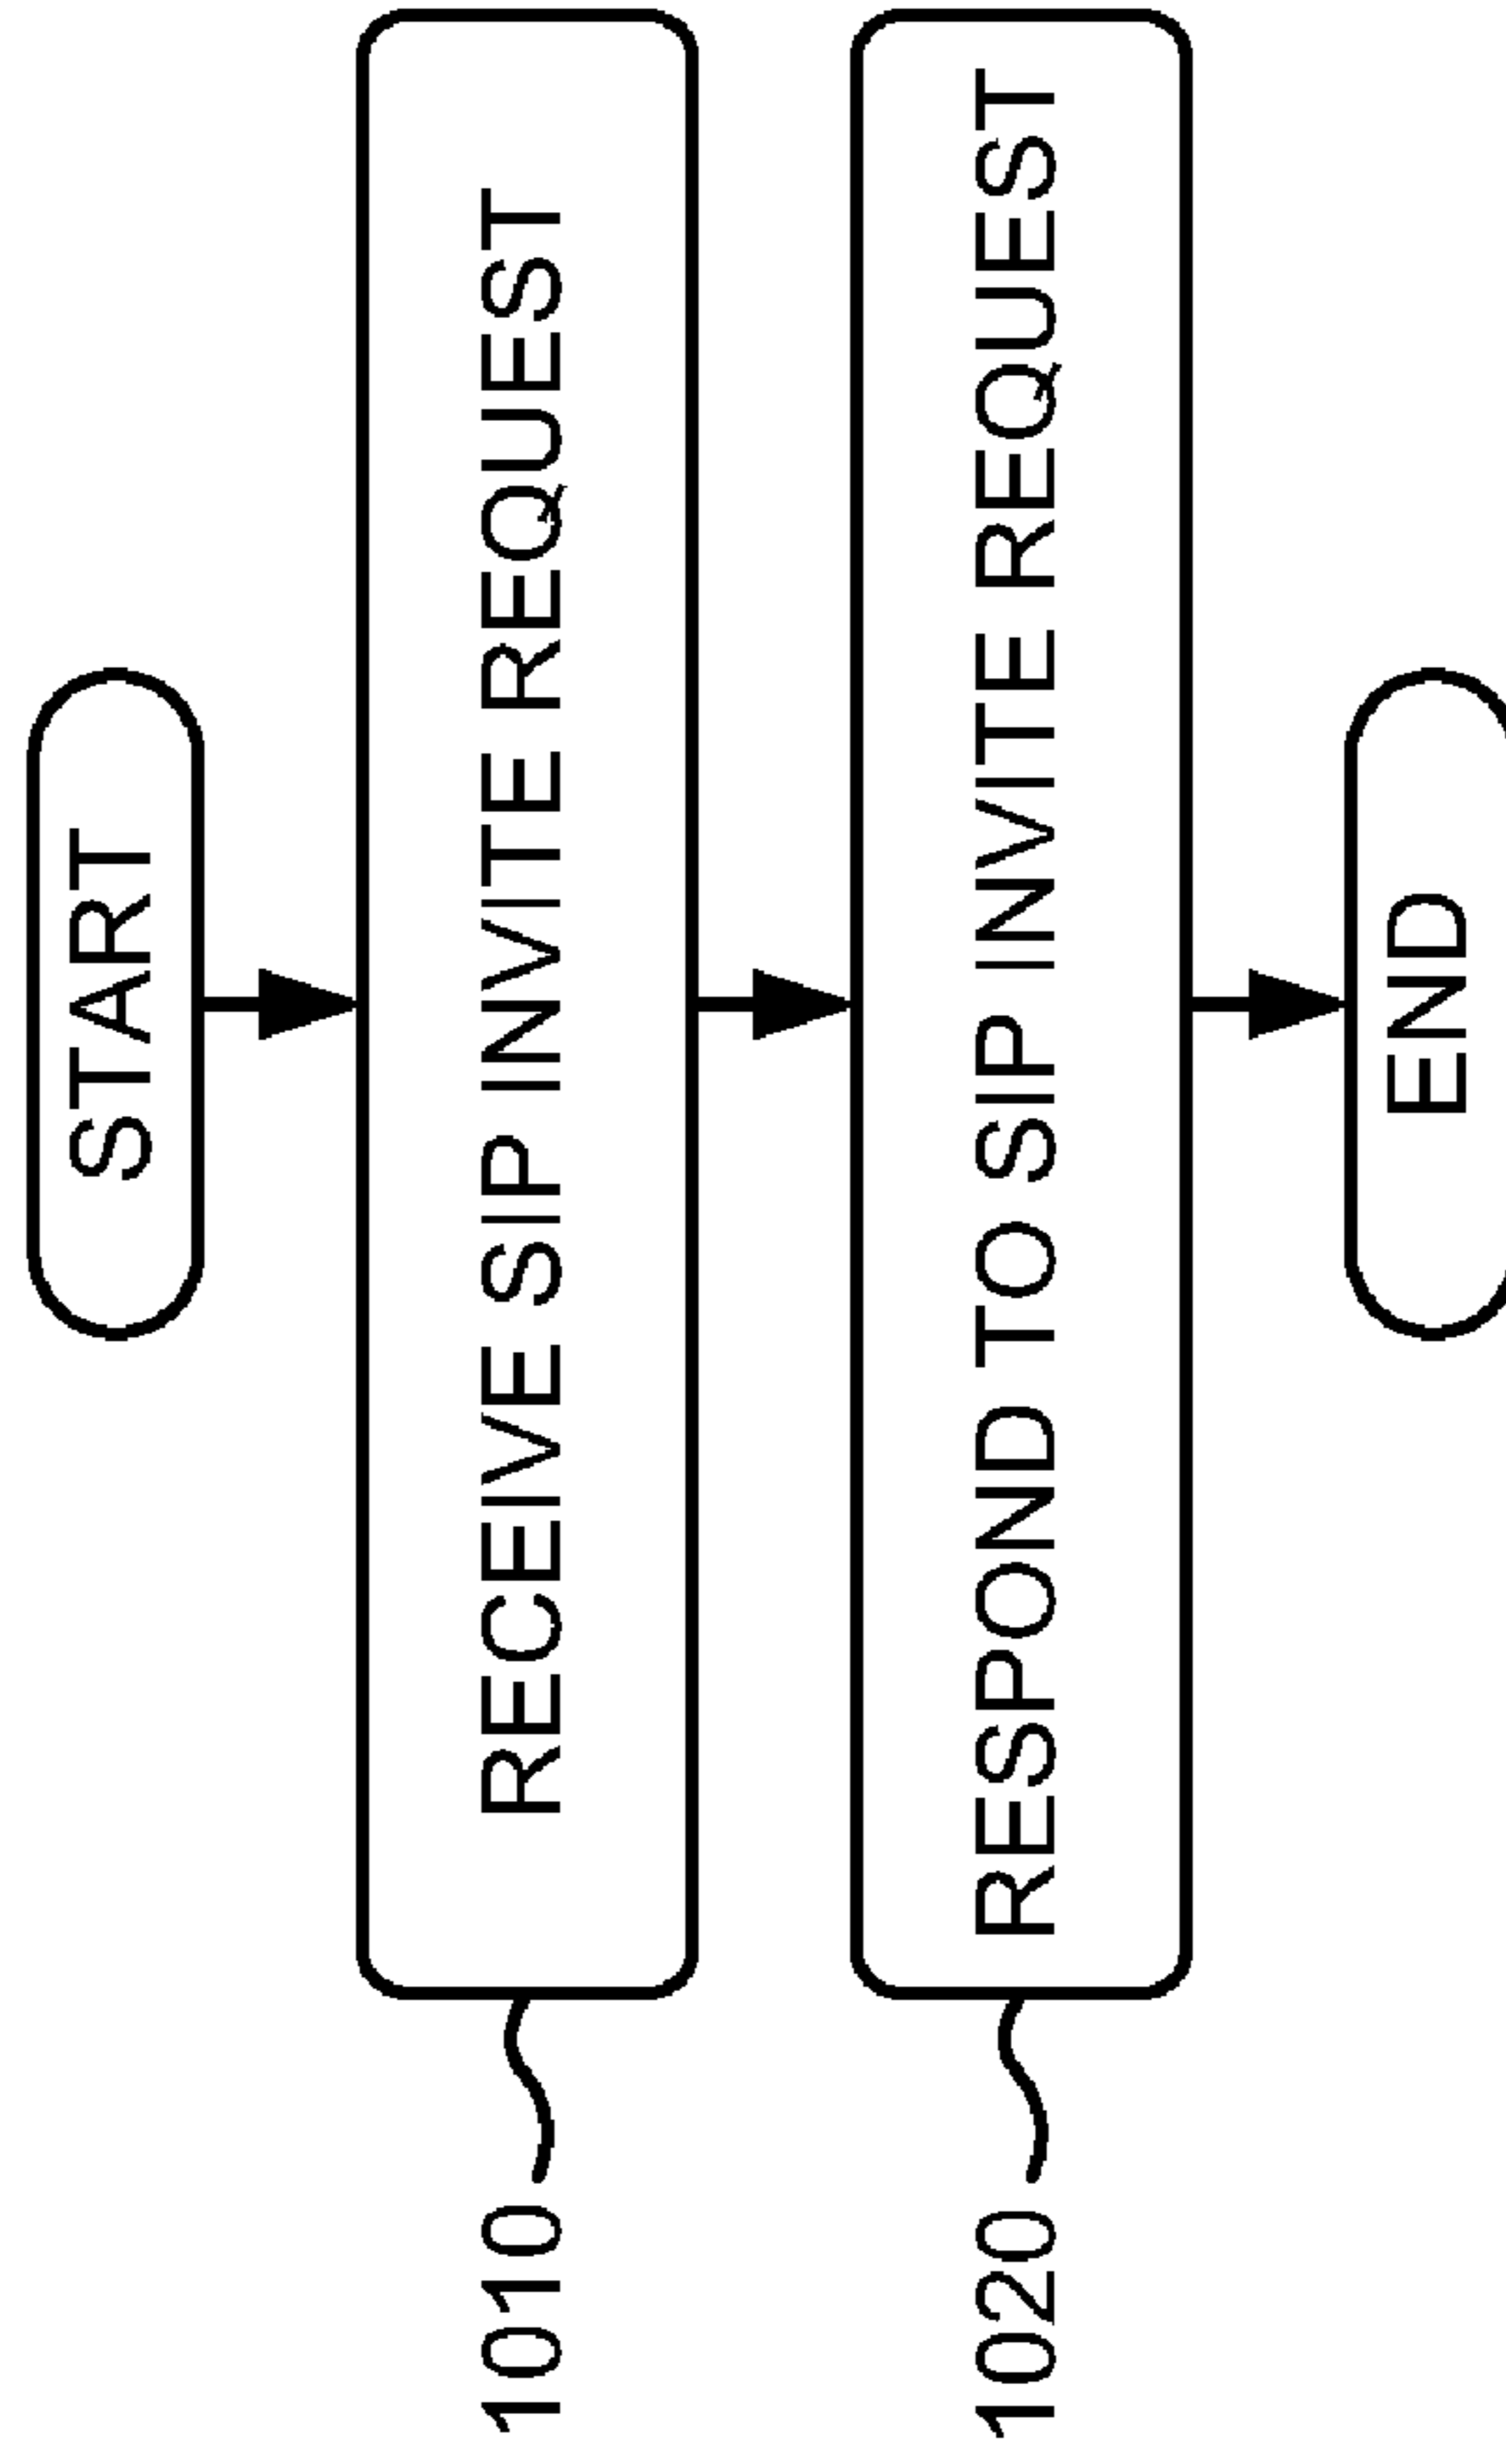 START
1010
RECEIVE SIP INVITE REQUEST
1020
RESPOND TO SIP INVITE REQUEST
END